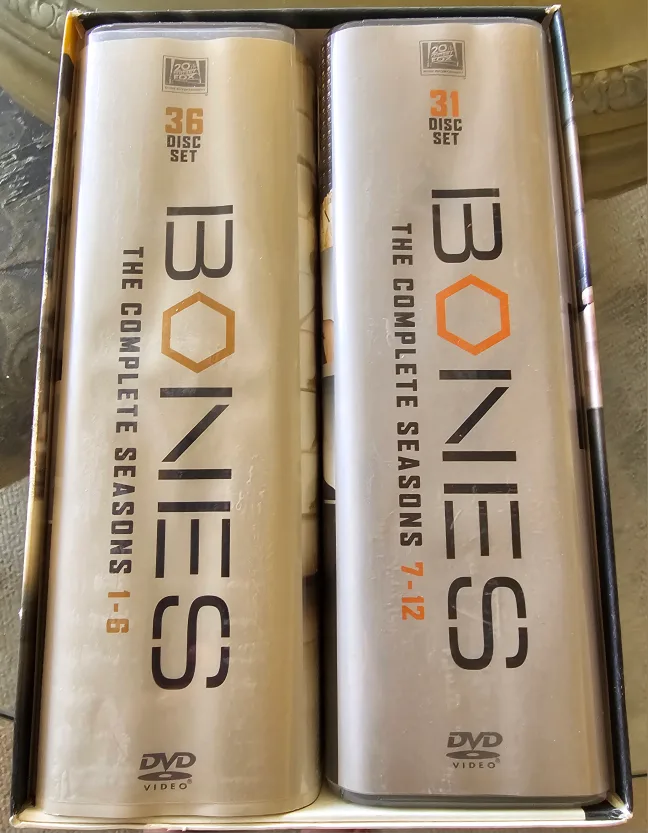 20th
CENTURY
FOX
36
DISC
SET
BONES
THE COMPLETE SEASONS 1-6
DVD
VIDEO®
20th
CENTURY
FOX
31
DISC
SET
BONES
THE COMPLETE SEASONS 7-12
DVD
VIDEO®